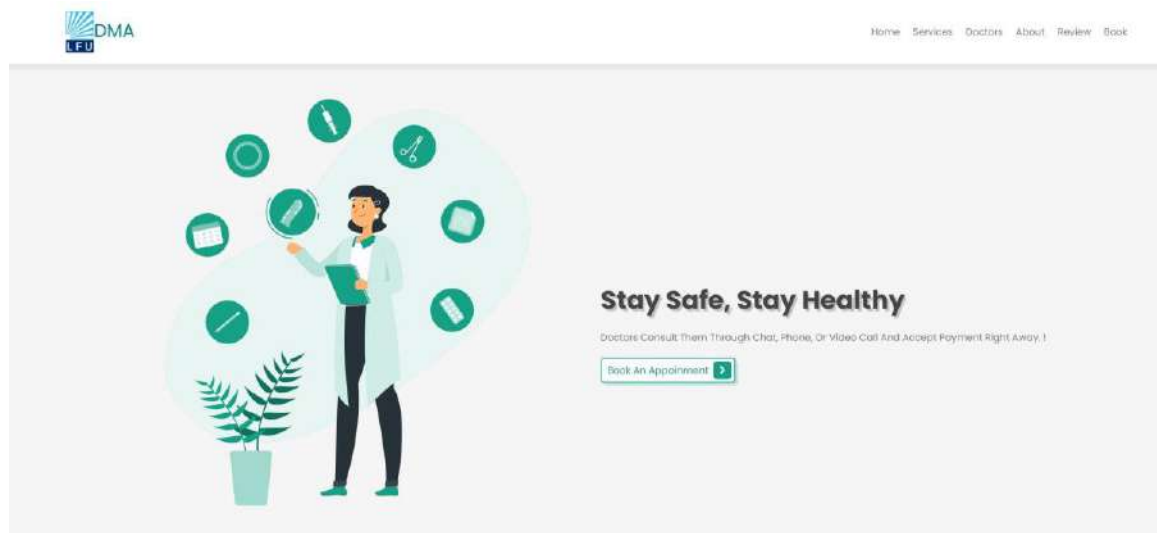 DMA
LFU
Home Services Doctors About Review Book
Stay Safe, Stay Healthy
Doctors Consult Them Through Chat, Phone, Or Video Call And Accept Payment Right Away. !
Book An Appoinment